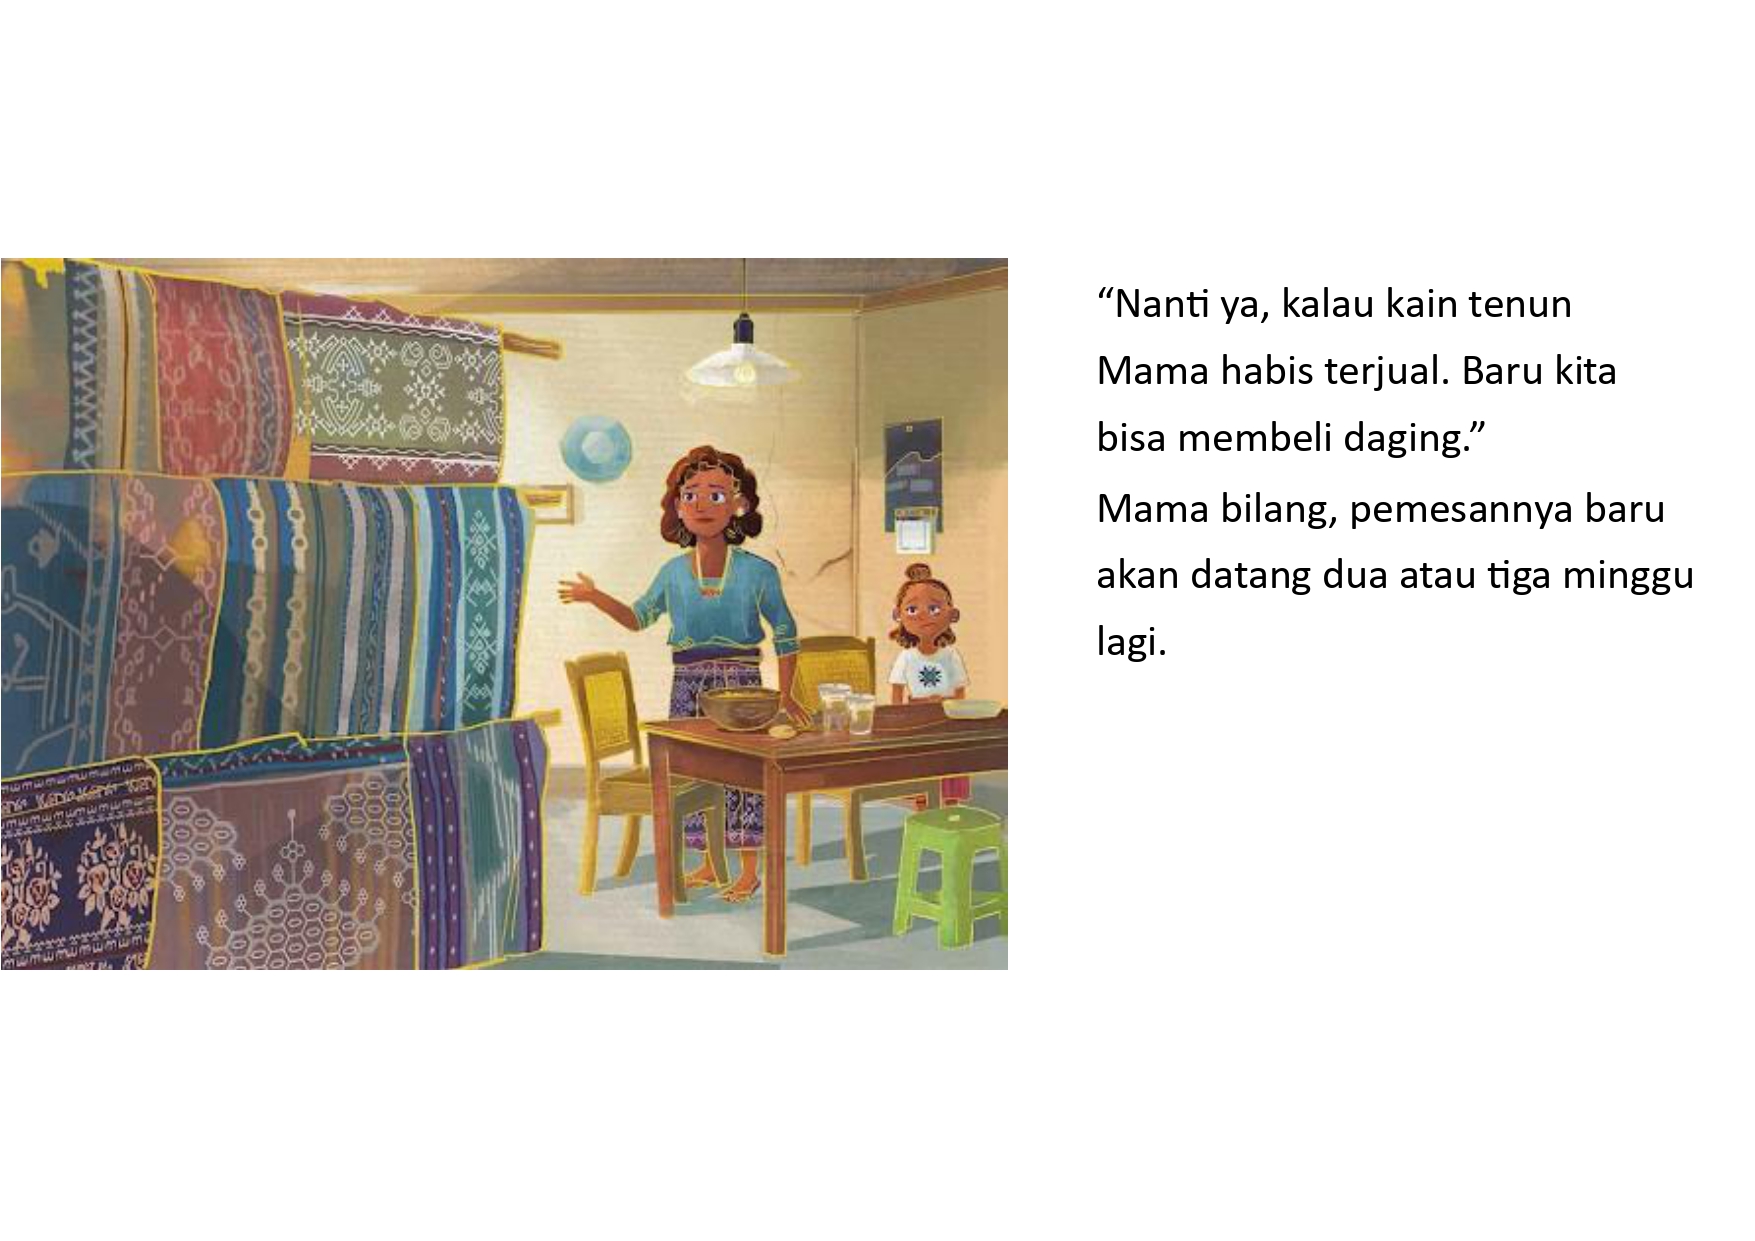 “Nanti ya, kalau kain tenun
Mama habis terjual. Baru kita
bisa membeli daging.”
Mama bilang, pemesannya baru
akan datang dua atau tiga minggu
lagi.